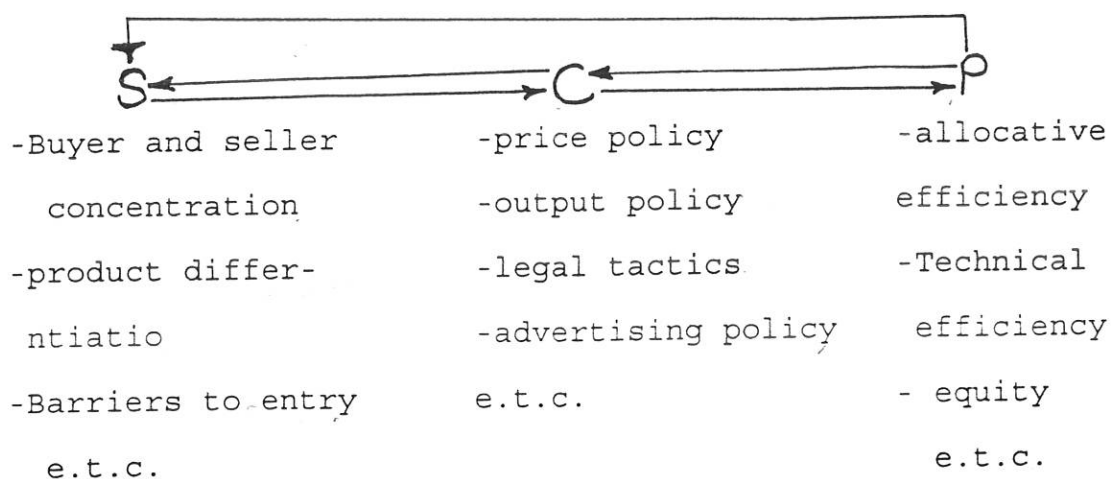 S C P
-Buyer and seller
concentration
-product differ-
ntiatio
-Barriers to entry
e.t.c.
-price policy
-output policy
-legal tactics
-advertising policy
e.t.c.
-allocative
efficiency
-Technical
efficiency
- equity
e.t.c.